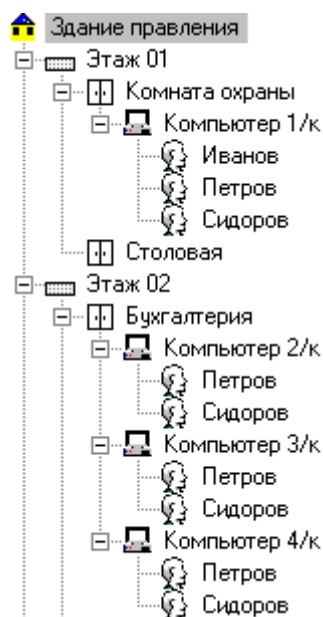 Здание правления
Этаж 01
Комната охраны
Компьютер 1/к
Иванов
Петров
Сидоров
Столовая
Этаж 02
Бухгалтерия
Компьютер 2/к
Петров
Сидоров
Компьютер 3/к
Петров
Сидоров
Компьютер 4/к
Петров
Сидоров